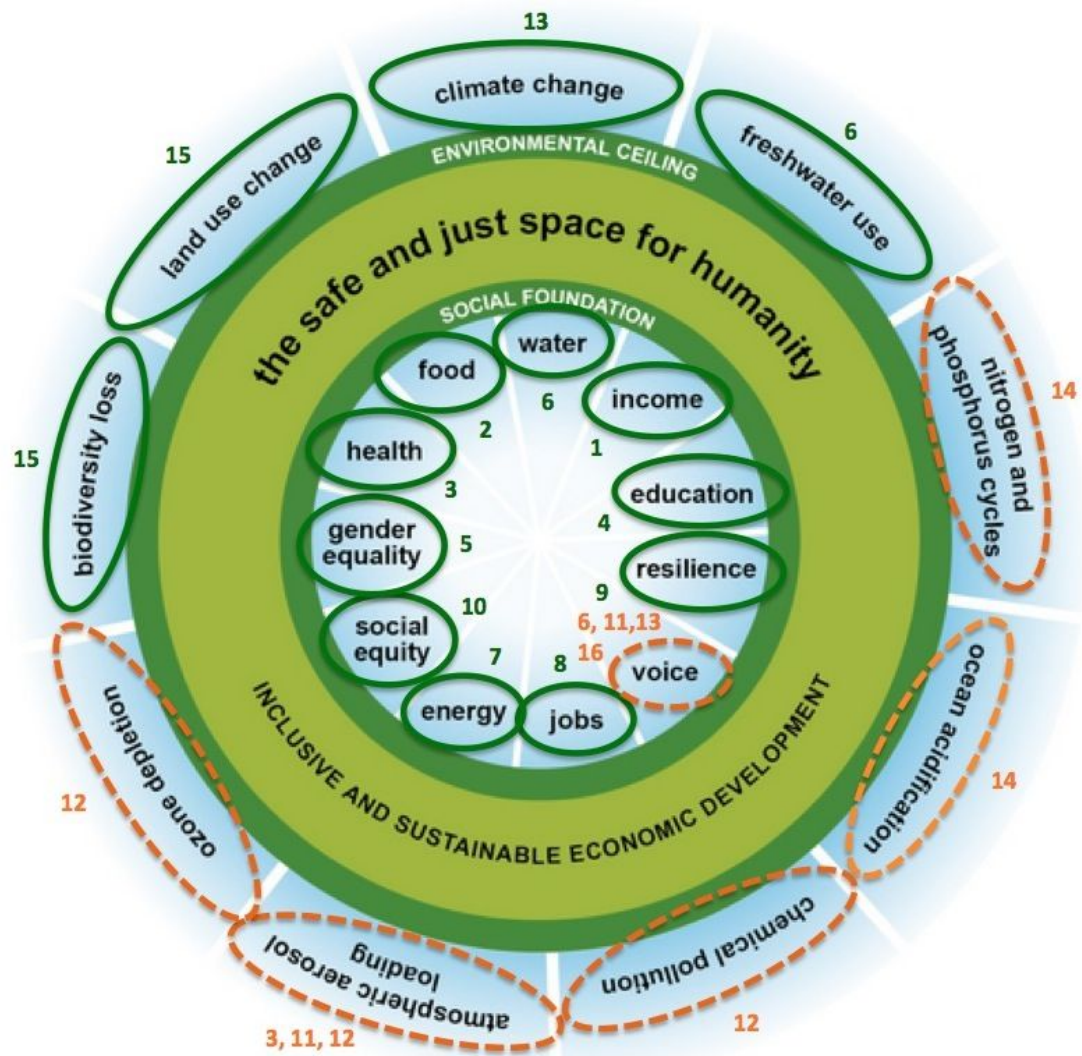 13
climate change
6
freshwater use
15
land use change
ENVIRONMENTAL CEILING
the safe and just space for humanity
SOCIAL FOUNDATION
14
nitrogen and
phosphorus cycles
15
biodiversity loss
water
6
food
2
income
1
health
3
education
4
gender
equality
5
resilience
9
social
equity
10
6, 11,13
16
voice
energy
7
jobs
8
INCLUSIVE AND SUSTAINABLE ECONOMIC DEVELOPMENT
ocean acidification
14
12
ozone depletion
chemical pollution
12
atmospheric aerosol
loading
3, 11, 12